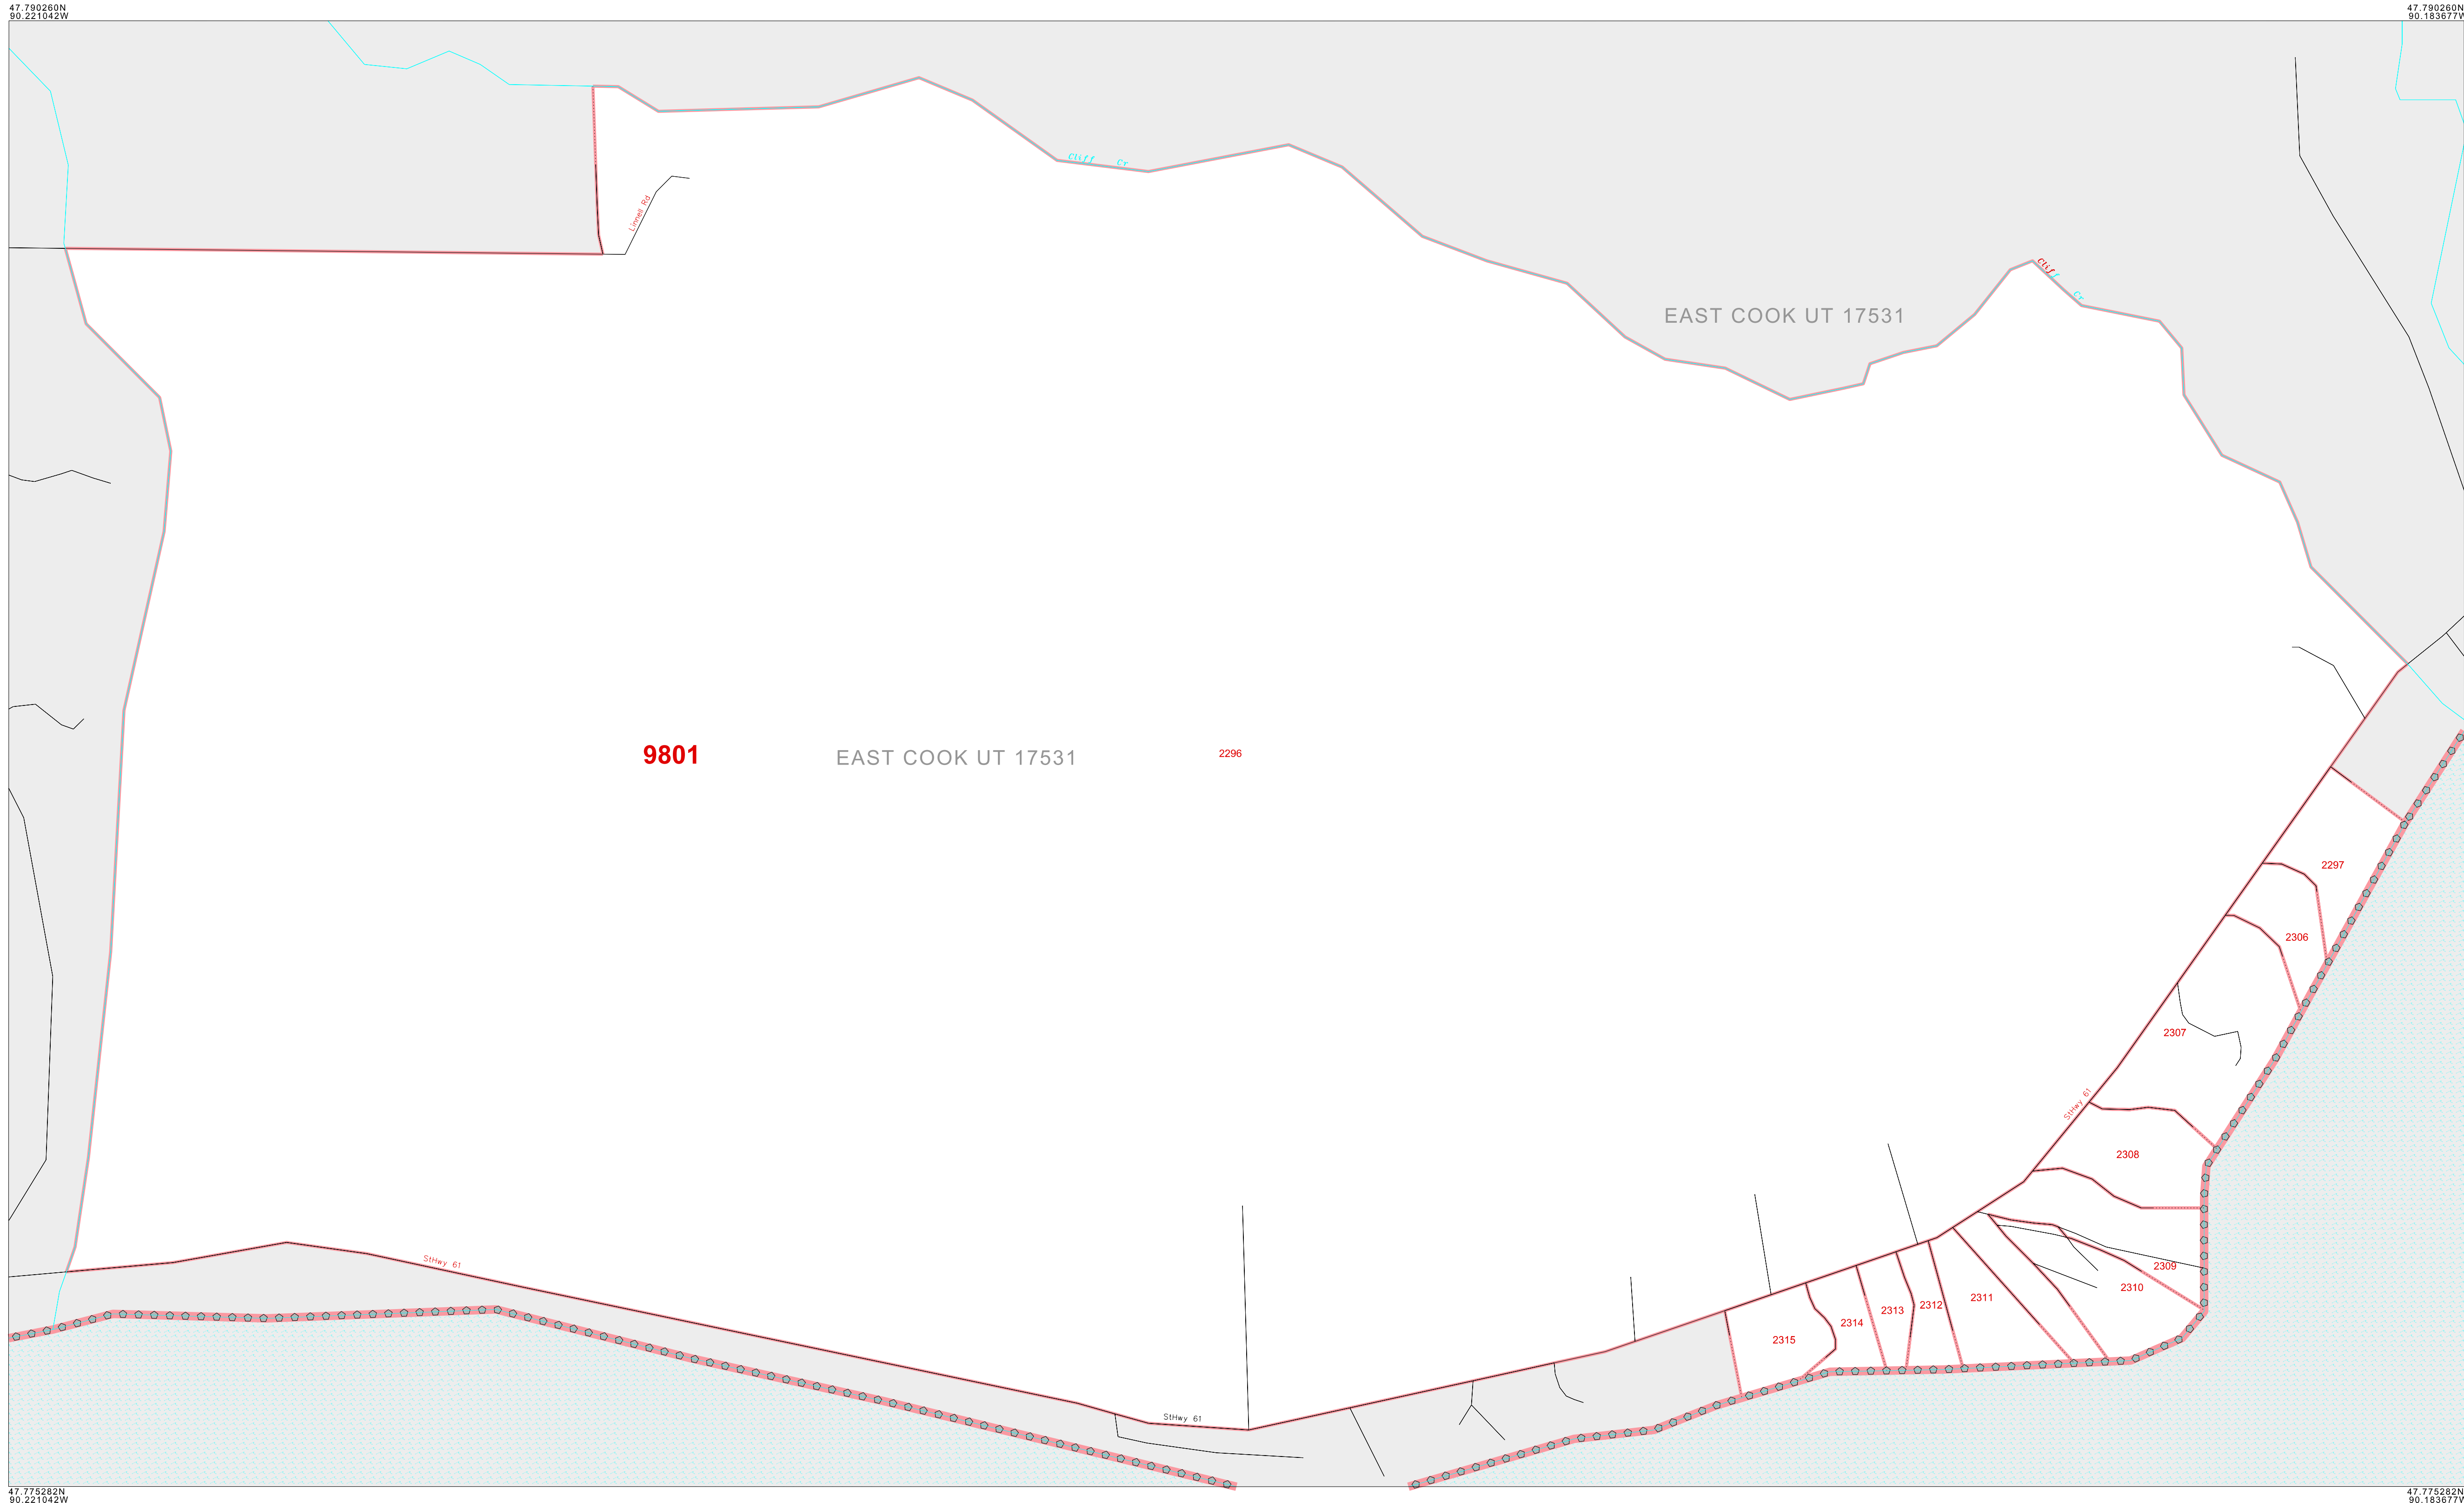 47.790260N
90.221042W
47.790260N
90.183677W
Cliff Cr
Linnell Rd
Cliff Cr
EAST COOK UT 17531
9801
EAST COOK UT 17531
2296
2297
2306
2307
StHwy 61
2308
StHwy 61
2309
2310
2311
2312
2313
2314
2315
StHwy 61
47.775282N
90.221042W
47.775282N
90.183677W